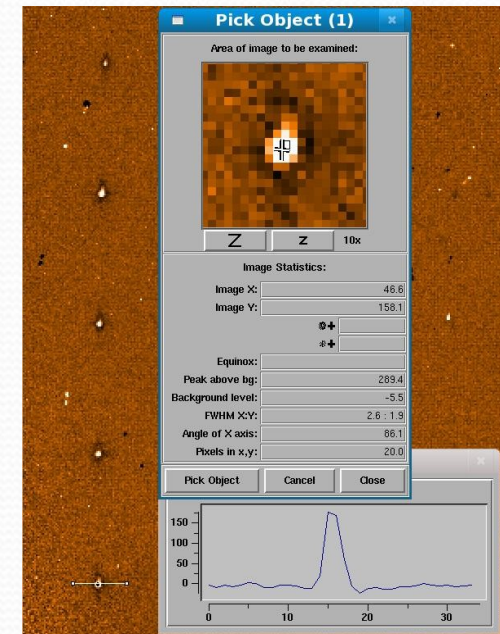 Pick Object (1)
Area of image to be examined:
Z z 10x
Image Statistics:
Image X: 46.6
Image Y: 158.1
Equinox:
Peak above bg: 289.4
Background level: -5.5
FWHM X:Y: 2.6 : 1.9
Angle of X axis: 86.1
Pixels in x,y: 20.0
Pick Object Cancel Close
150
100
50
0
0 10 20 30